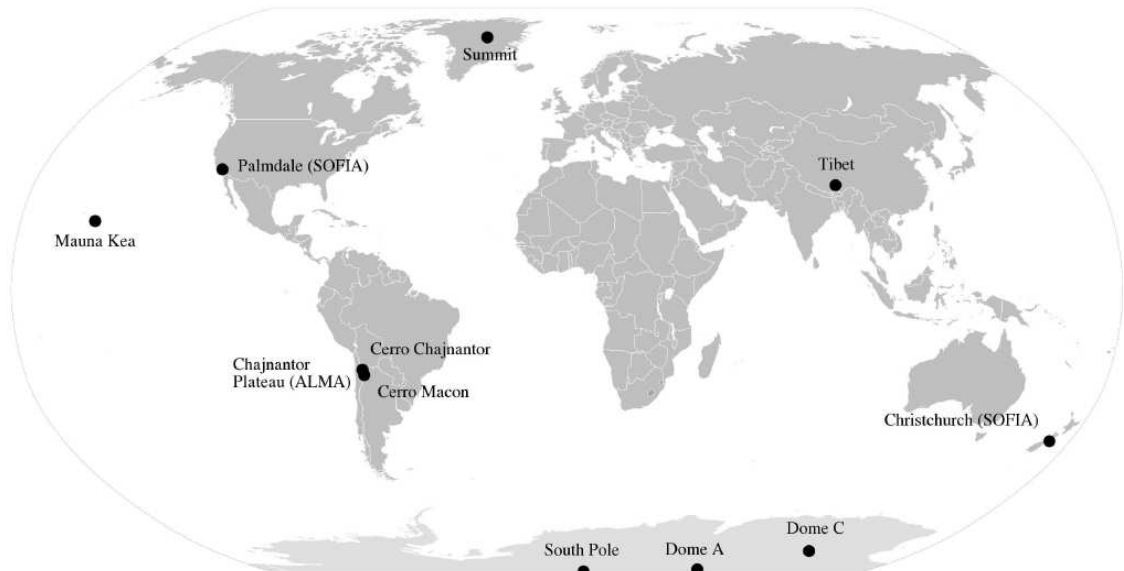 Summit
Palmdale (SOFIA)
Tibet
Mauna Kea
Cerro Chajnantor
Chajnantor
Plateau (ALMA)
Cerro Macon
Christchurch (SOFIA)
Dome C
South Pole
Dome A